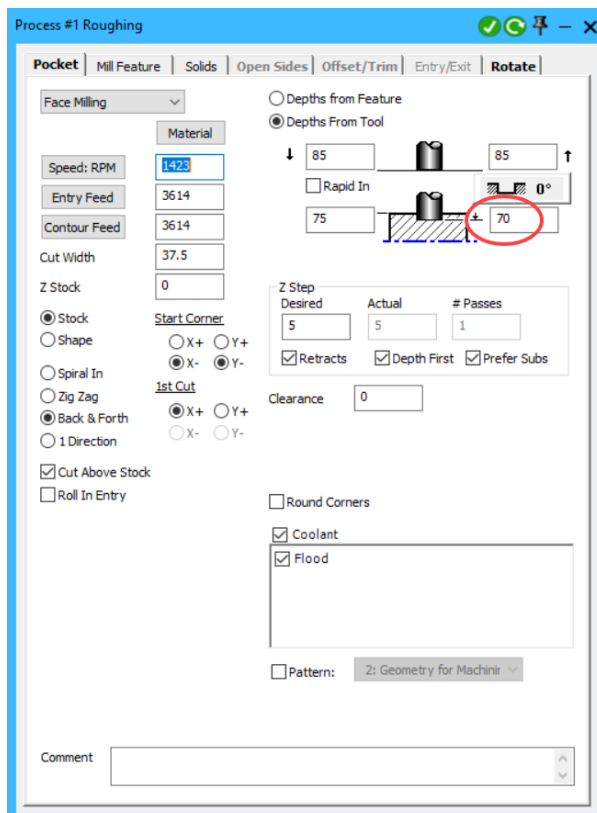 Process #1 Roughing
Pocket Mill Feature Solids Open Sides Offset/Trim Entry/Exit Rotate
Face Milling
Material
Speed: RPM 1423
Entry Feed 3614
Contour Feed 3614
Cut Width 37.5
Z Stock 0
Stock
Shape
Start Corner
X+ Y+
X- Y-
Spiral In
Zig Zag
Back & Forth
1 Direction
1st Cut
X+ Y+
X- Y-
Cut Above Stock
Roll In Entry
Depths from Feature
Depths From Tool
85 85
Rapid In
0°
75 70
Z Step
Desired Actual # Passes
5 5 1
Retracts Depth First Prefer Subs
Clearance 0
Round Corners
Coolant
Flood
Pattern: 2: Geometry for Machinir
Comment